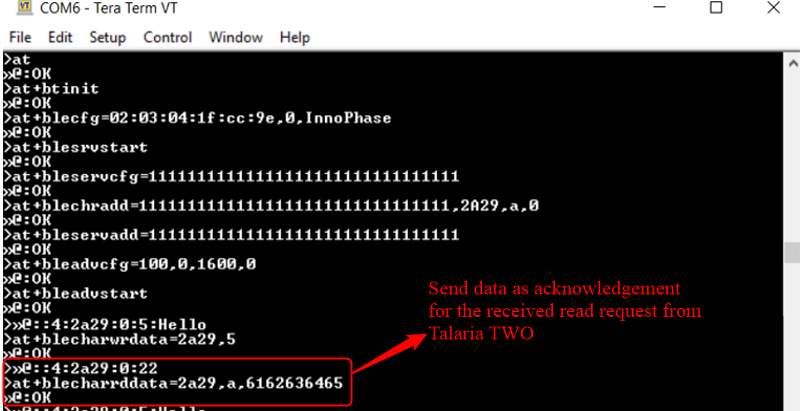 COM6 - Tera Term VT
File Edit Setup Control Window Help
>at
»@:OK
>at+btinit
»@:OK
>at+blecfg=02:03:04:1f:cc:9e,0,InnoPhase
»@:OK
>at+blesrvstart
»@:OK
>at+bleservcfg=11111111111111111111111111111111
»@:OK
>at+blechradd=11111111111111111111111111111111,2A29,a,0
»@:OK
>at+bleservadd=11111111111111111111111111111111
»@:OK
>at+bleadvcfg=100,0,1600,0
»@:OK
>at+bleadvstart
»@:OK
>»@::4:2a29:0:5:Hello
>at+blecharwrdata=2a29,5
»@:OK
>»@::4:2a29:0:22
>at+blecharrddata=2a29,a,6162636465
»@:OK
Send data as acknowledgement
for the received read request from
Talaria TWO